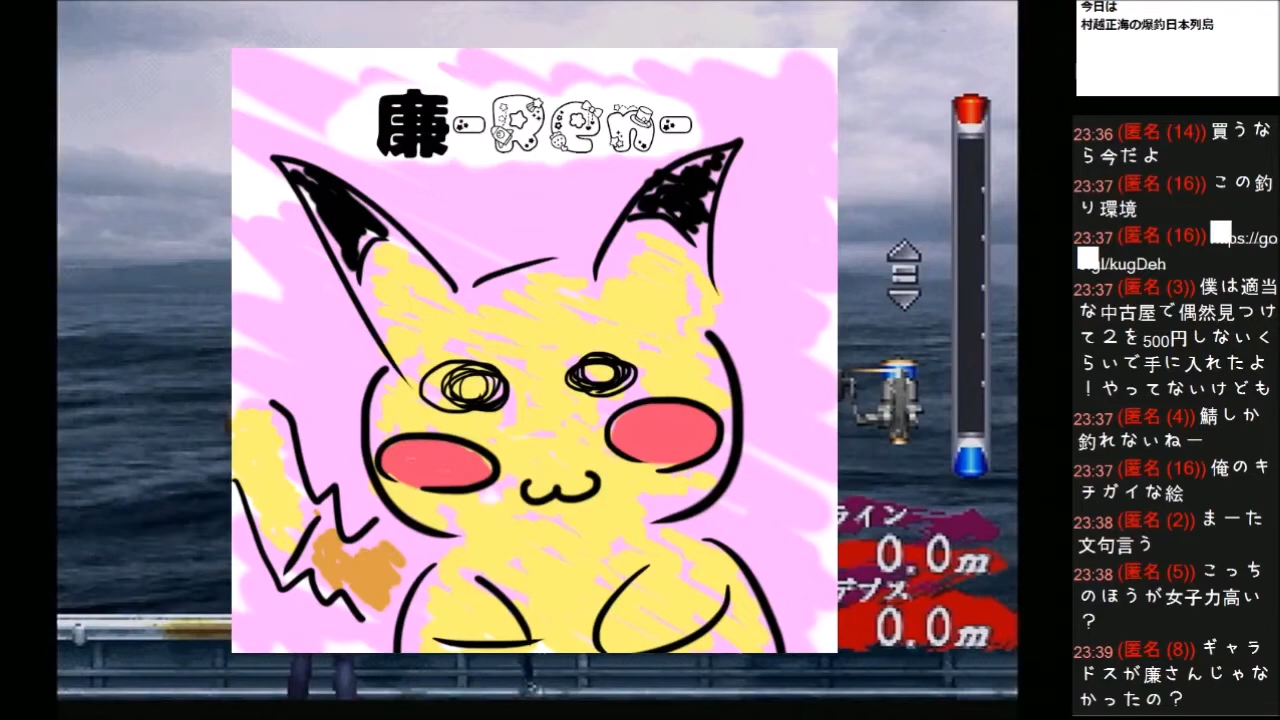 廉-Ren-
ライン
0.0m
デプス
0.0m
今日は
村越正海の爆釣日本列島
23:36 (匿名 (14)) 買うな
ら今だよ
23:37 (匿名 (16)) この釣
り環境
23:37 (匿名 (16)) ps://go
gl/kugDeh
23:37 (匿名 (3)) 僕は適当
な中古屋で偶然見つけ
て２を500円しないく
らいで手に入れたよ
！やってないけども
23:37 (匿名 (4)) 鯖しか
釣れないねー
23:37 (匿名 (16)) 俺のキ
チガイな絵
23:38 (匿名 (2)) まーた
文句言う
23:38 (匿名 (5)) こっち
のほうが女子力高い
？
23:39 (匿名 (8)) ギャラ
ドスが廉さんじゃな
かったの？